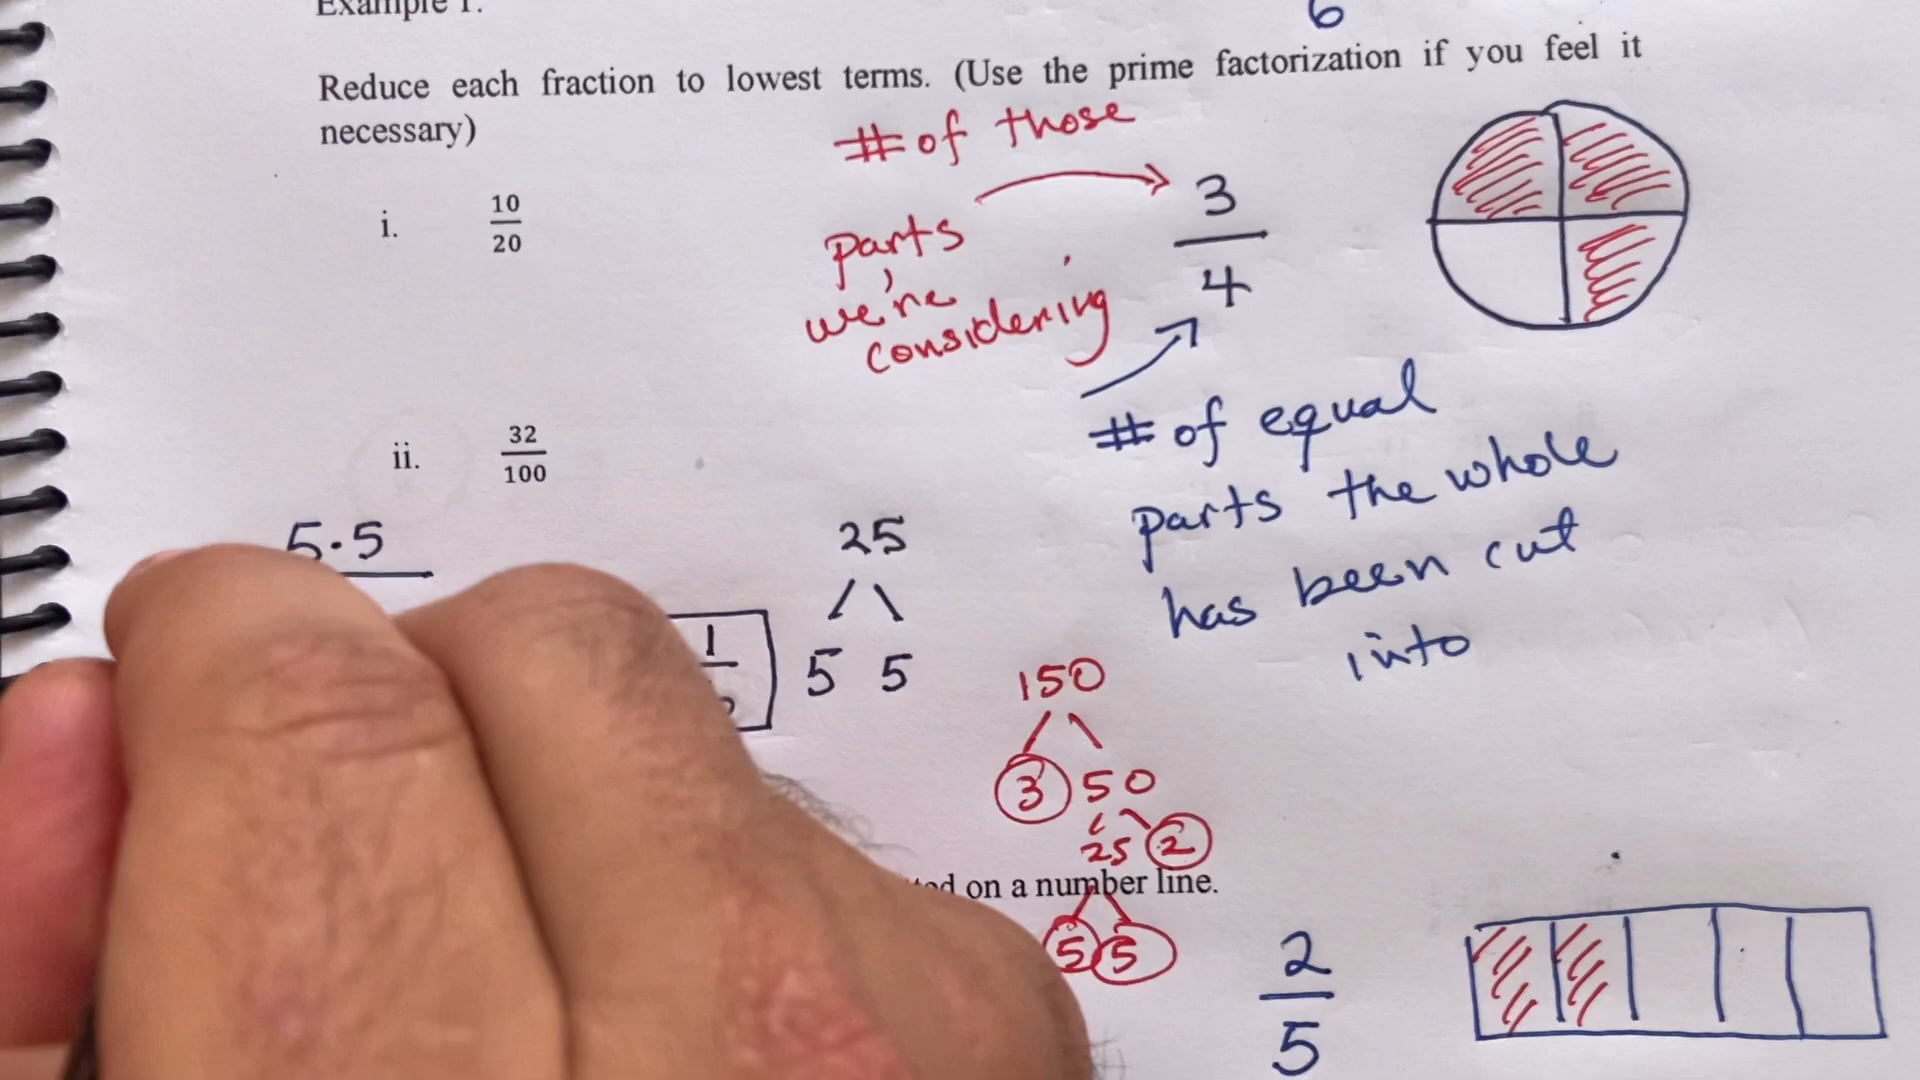 Example 1.
6
Reduce each fraction to lowest terms. (Use the prime factorization if you feel it
necessary)
# of those
parts
we're
considering
3
4
i. 10
20
# of equal
parts the whole
has been cut
into
ii. 32
100
5.5
25
5 5
1
150
3 50
25 2
5 5
on a number line.
2
5